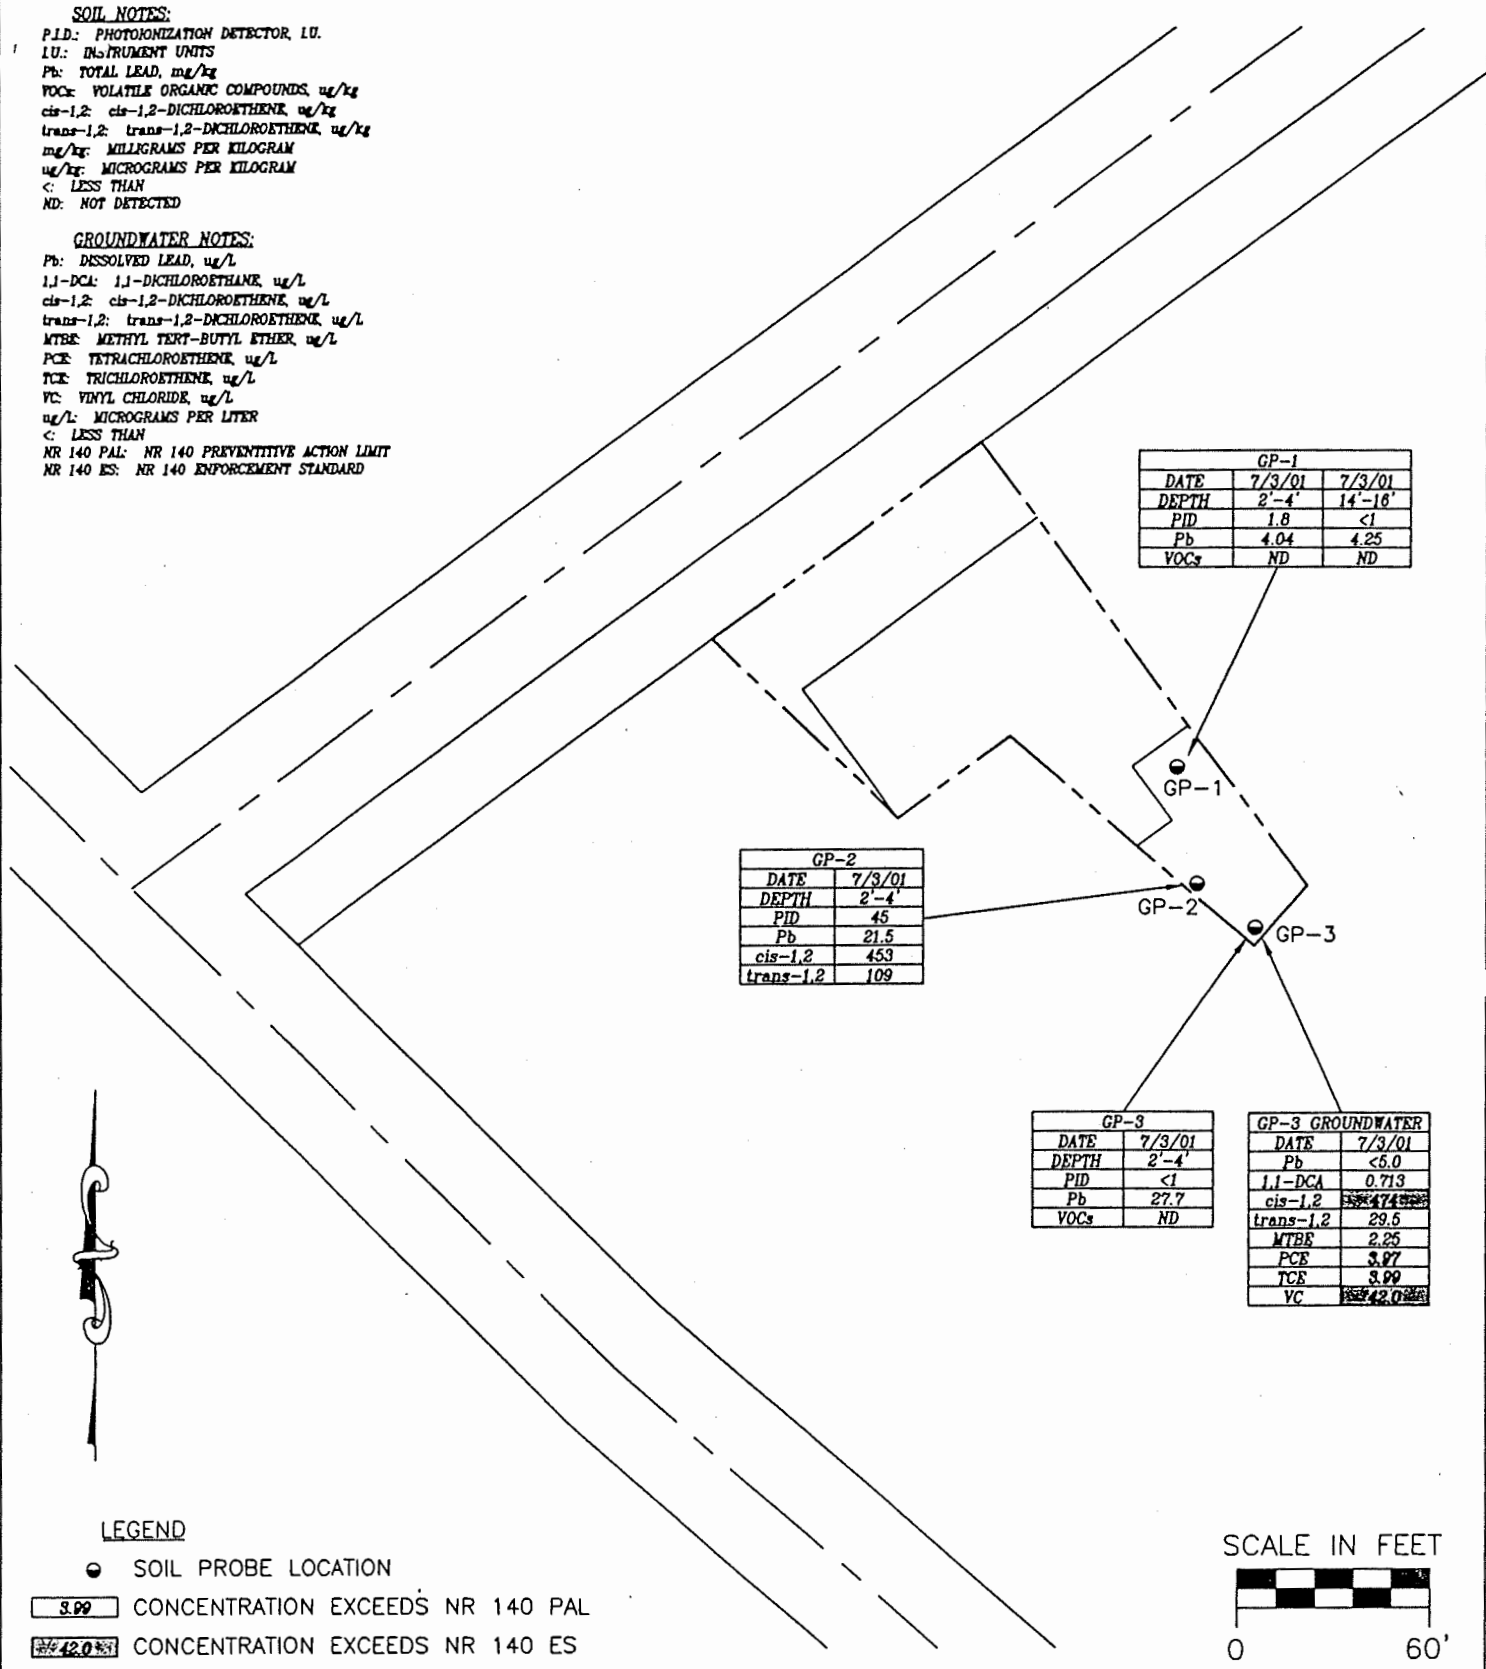 SOIL NOTES:
P.I.D.: PHOTOIONIZATION DETECTOR, I.U.
I.U.: INSTRUMENT UNITS
Pb: TOTAL LEAD, mg/kg
VOCs: VOLATILE ORGANIC COMPOUNDS, ug/kg
cis-1,2: cis-1,2-DICHLOROETHENE, ug/kg
trans-1,2: trans-1,2-DICHLOROETHENE, ug/kg
mg/kg: MILLIGRAMS PER KILOGRAM
ug/kg: MICROGRAMS PER KILOGRAM
<: LESS THAN
ND: NOT DETECTED
GROUNDWATER NOTES:
Pb: DISSOLVED LEAD, ug/L
1,1-DCA: 1,1-DICHLOROETHANE, ug/L
cis-1,2: cis-1,2-DICHLOROETHENE, ug/L
trans-1,2: trans-1,2-DICHLOROETHENE, ug/L
MTBE: METHYL TERT-BUTYL ETHER, ug/L
PCE: TETRACHLOROETHENE, ug/L
TCE: TRICHLOROETHENE, ug/L
VC: VINYL CHLORIDE, ug/L
ug/L: MICROGRAMS PER LITER
<: LESS THAN
NR 140 PAL: NR 140 PREVENTITIVE ACTION LIMIT
NR 140 ES: NR 140 ENFORCEMENT STANDARD
GP-1
DATE 7/3/01 7/3/01
DEPTH 2'-4' 14'-16'
PID 1.8 <1
Pb 4.04 4.25
VOCs ND ND
GP-1
GP-2
DATE 7/3/01
DEPTH 2'-4'
PID 45
Pb 21.5
cis-1,2 453
trans-1,2 109
GP-2
GP-3
GP-3
DATE 7/3/01
DEPTH 2'-4'
PID <1
Pb 27.7
VOCs ND
GP-3 GROUNDWATER
DATE 7/3/01
Pb <5.0
1,1-DCA 0.713
cis-1,2 474
trans-1,2 29.5
MTBE 2.25
PCE 3.97
TCE 3.99
VC 42.0
LEGEND
SOIL PROBE LOCATION
3.99 CONCENTRATION EXCEEDS NR 140 PAL
42.0 CONCENTRATION EXCEEDS NR 140 ES
SCALE IN FEET
0 60'